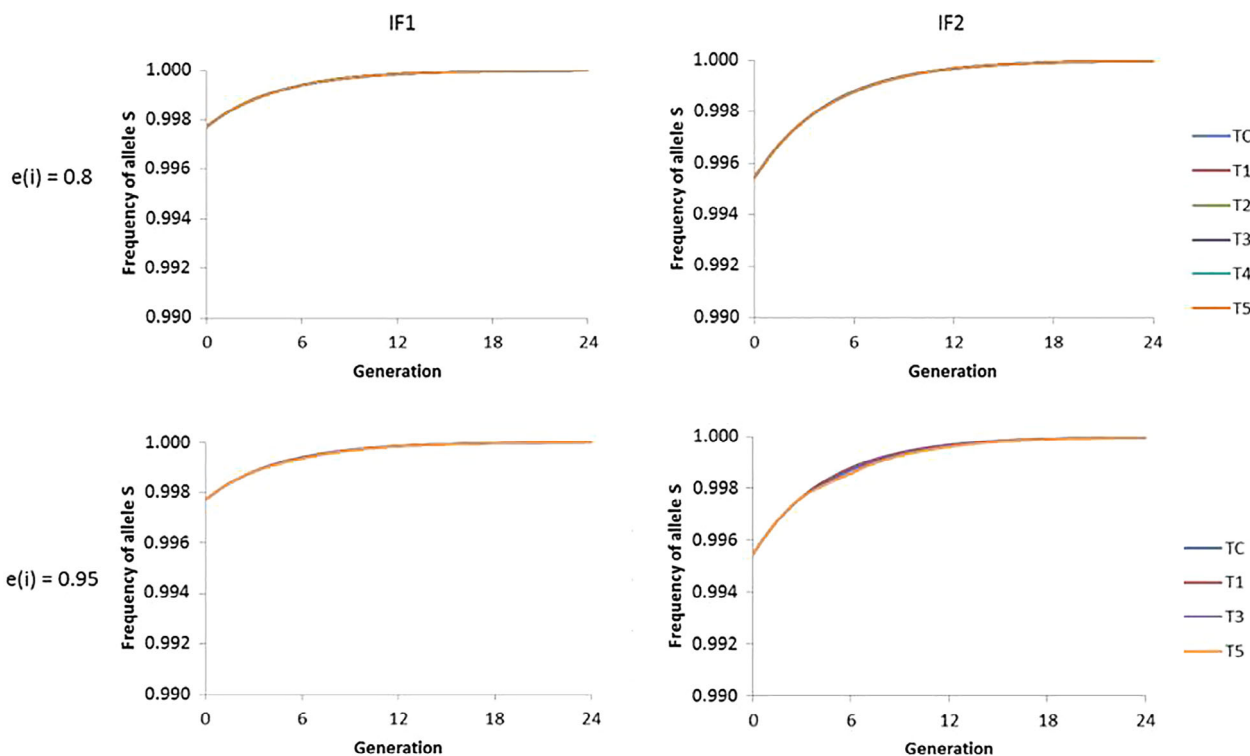 IF1
IF2
e(i) = 0.8
Frequency of allele S
1.000
0.998
0.996
0.994
0.992
0.990
0
6
12
18
24
Generation
Frequency of allele S
1.000
0.998
0.996
0.994
0.992
0.990
0
6
12
18
24
Generation
TC
T1
T2
T3
T4
T5
e(i) = 0.95
Frequency of allele S
1.000
0.998
0.996
0.994
0.992
0.990
0
6
12
18
24
Generation
Frequency of allele S
1.000
0.998
0.996
0.994
0.992
0.990
0
6
12
18
24
Generation
TC
T1
T3
T5